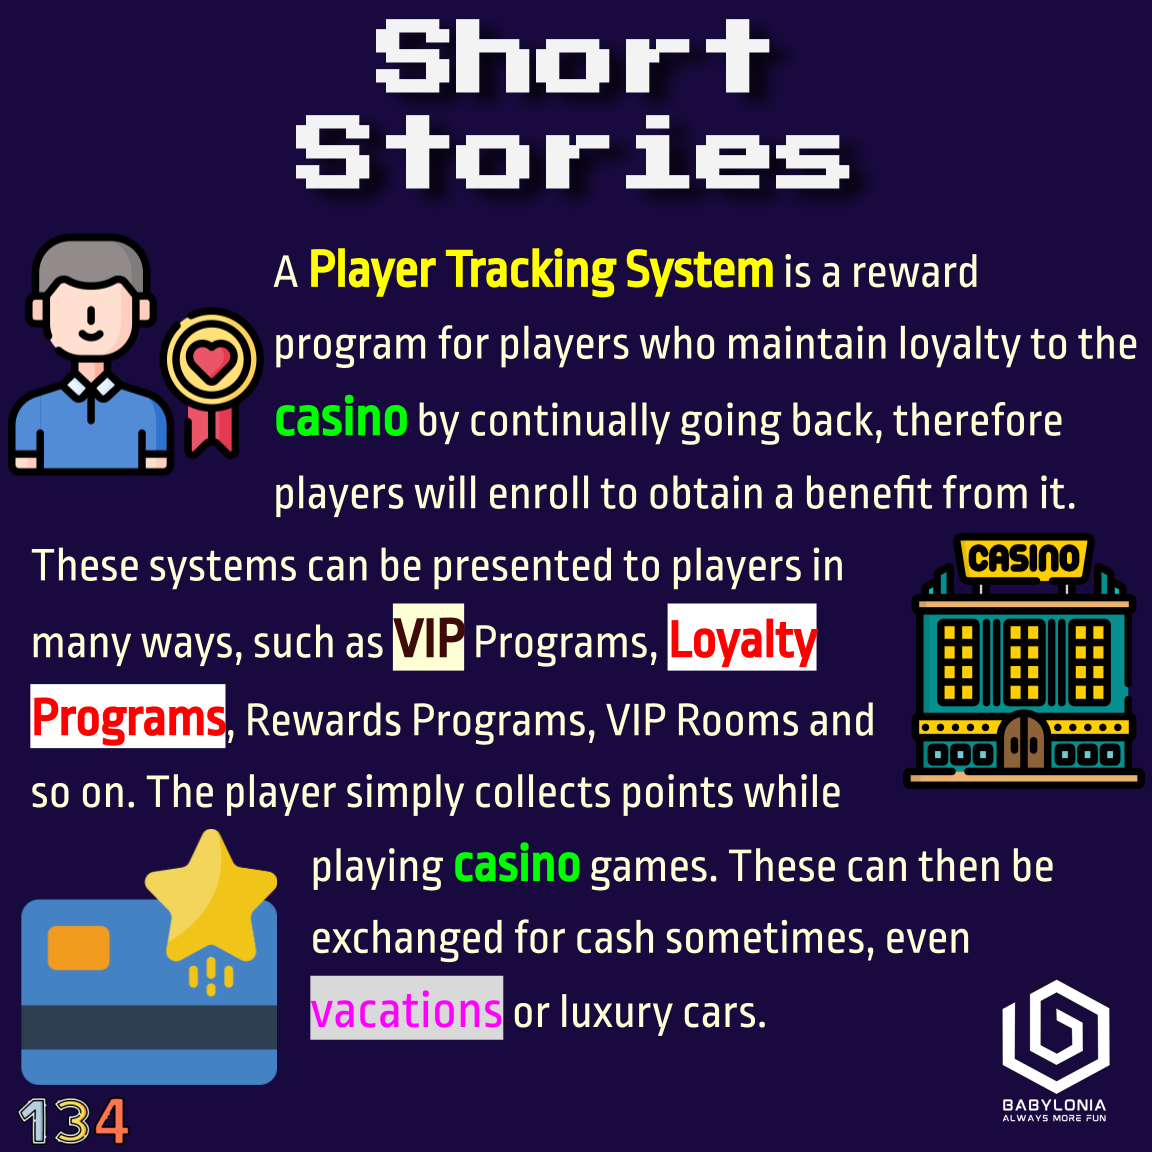 Short
Stories
A Player Tracking System is a reward
program for players who maintain loyalty to the
casino by continually going back, therefore
players will enroll to obtain a benefit from it.
These systems can be presented to players in
many ways, such as VIP Programs, Loyalty
Programs, Rewards Programs, VIP Rooms and
so on. The player simply collects points while
playing casino games. These can then be
exchanged for cash sometimes, even
vacations or luxury cars.
CASINO
BABYLONIA
ALWAYS MORE FUN
134